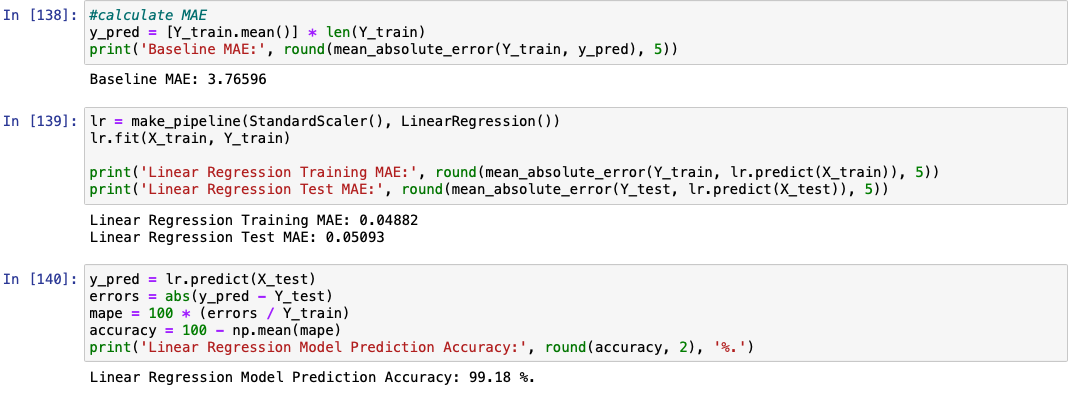 In [138]: #calculate MAE
y_pred = [Y_train.mean()] * len(Y_train)
print('Baseline MAE:', round(mean_absolute_error(Y_train, y_pred), 5))
Baseline MAE: 3.76596
In [139]: lr = make_pipeline(StandardScaler(), LinearRegression())
lr.fit(X_train, Y_train)
print('Linear Regression Training MAE:', round(mean_absolute_error(Y_train, lr.predict(X_train)), 5))
print('Linear Regression Test MAE:', round(mean_absolute_error(Y_test, lr.predict(X_test)), 5))
Linear Regression Training MAE: 0.04882
Linear Regression Test MAE: 0.05093
In [140]: y_pred = lr.predict(X_test)
errors = abs(y_pred - Y_test)
mape = 100 * (errors / Y_train)
accuracy = 100 - np.mean(mape)
print('Linear Regression Model Prediction Accuracy:', round(accuracy, 2), '%.')
Linear Regression Model Prediction Accuracy: 99.18 %.